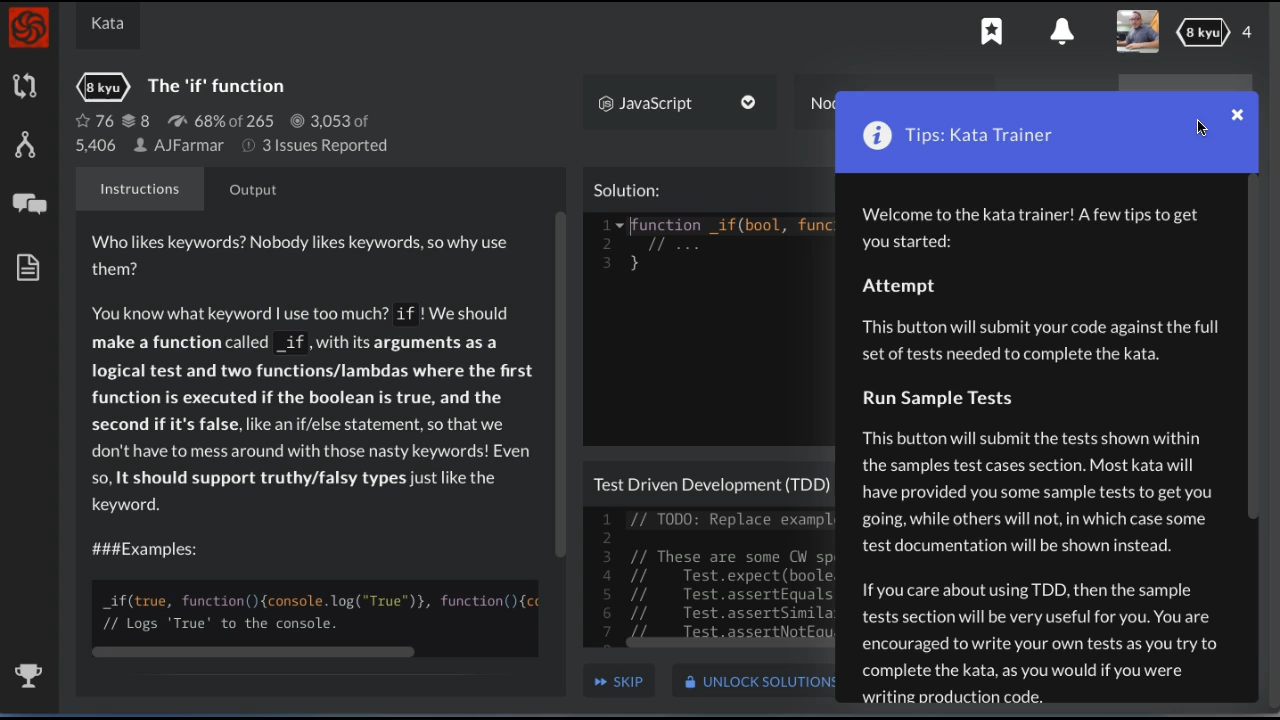 Kata
8 kyu
4
8 kyu
The 'if' function
76 8 68% of 265 3,053 of
5,406 AJFarmar 3 Issues Reported
Instructions
Output
Who likes keywords? Nobody likes keywords, so why use
them?
You know what keyword I use too much? if ! We should
make a function called _if , with its arguments as a
logical test and two functions/lambdas where the first
function is executed if the boolean is true, and the
second if it's false, like an if/else statement, so that we
don't have to mess around with those nasty keywords! Even
so, It should support truthy/falsy types just like the
keyword.
###Examples:
_if(true, function(){console.log("True")}, function(){
// Logs 'True' to the console.
JavaScript
Solution:
1 function _if(bool,
2 // ...
3 }
Test Driven Development (TDD)
1 // TODO: Replace
2
3 // These are some CW
4 // Test.expect(
5 // Test.assertEquals
6 //
7 //
SKIP
UNLOCK SOLUTIONS
Tips: Kata Trainer
Welcome to the kata trainer! A few tips to get
you started:
Attempt
This button will submit your code against the full
set of tests needed to complete the kata.
Run Sample Tests
This button will submit the tests shown within
the samples test cases section. Most kata will
have provided you some sample tests to get you
going, while others will not, in which case some
test documentation will be shown instead.
If you care about using TDD, then the sample
tests section will be very useful for you. You are
encouraged to write your own tests as you try to
complete the kata, as you would if you were
writing production code.